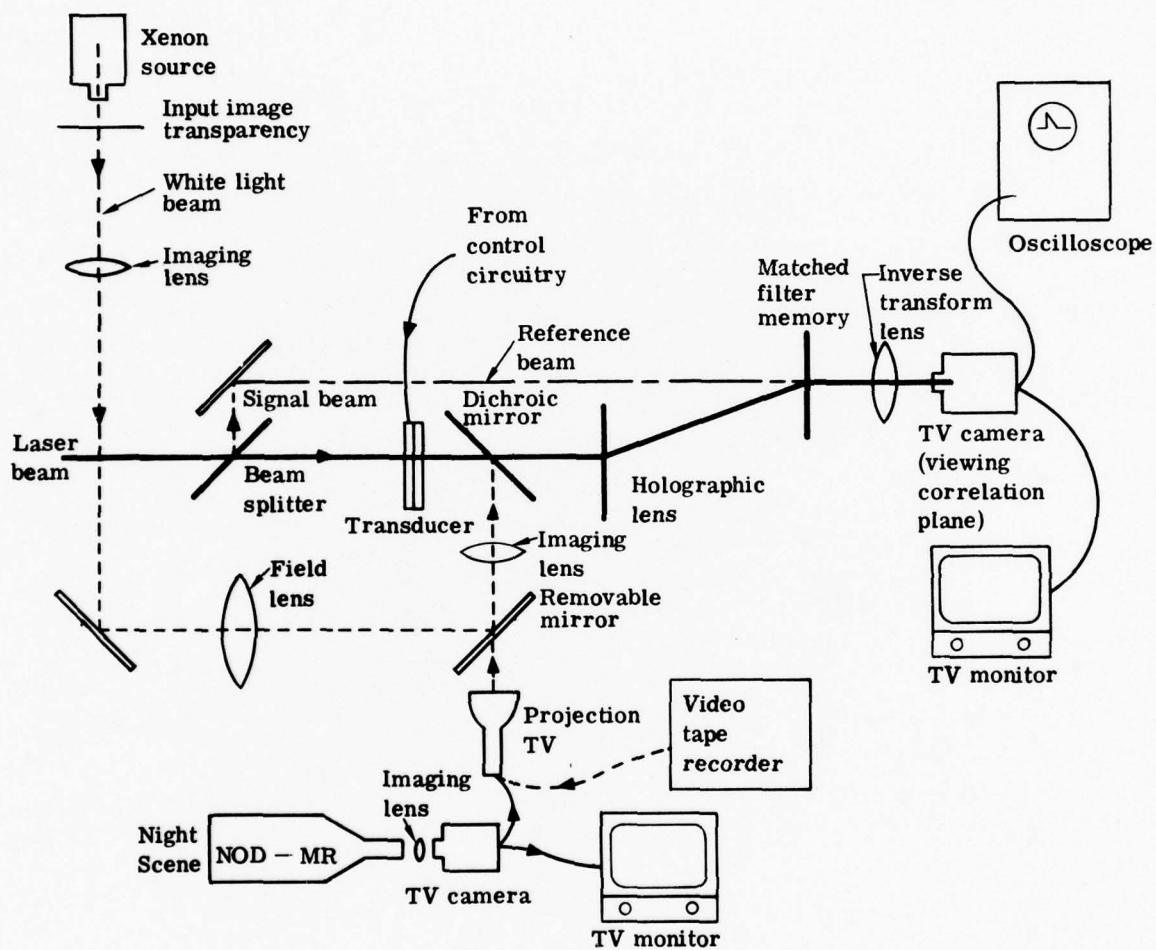 Xenon
source
Input image
transparency
White light
beam
Imaging
lens
From
control
circuitry
Oscilloscope
Matched
filter
memory
Inverse
transform
lens
Reference
beam
Signal beam
Dichroic
mirror
Laser
beam
Beam
splitter
Transducer
Holographic
lens
TV camera
(viewing
correlation
plane)
Imaging
lens
Field
lens
Removable
mirror
TV monitor
Projection
TV
Video
tape
recorder
Imaging
lens
Night
Scene
NOD - MR
TV camera
TV monitor